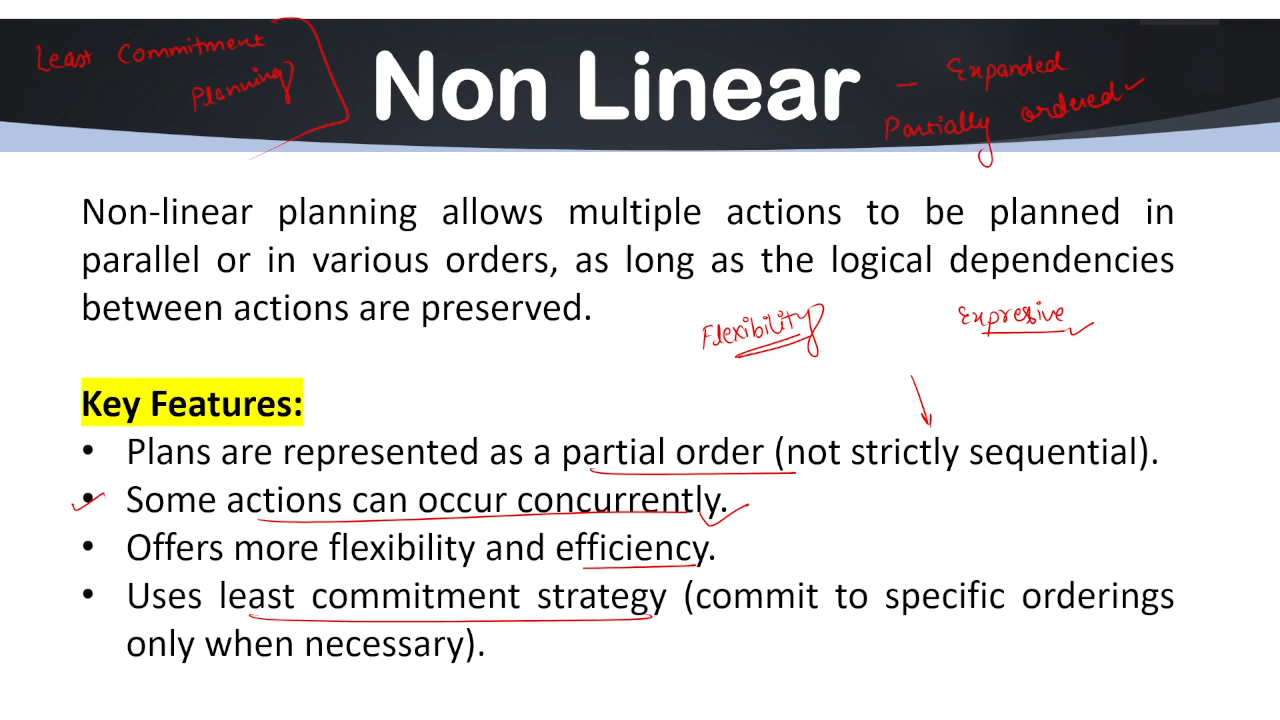 Least Commitment
Planning
Non Linear
- Expanded
Partially ordered
Non-linear planning allows multiple actions to be planned in
parallel or in various orders, as long as the logical dependencies
between actions are preserved.
Flexibility
Expresive
Key Features:
• Plans are represented as a partial order (not strictly sequential).
• Some actions can occur concurrently.
• Offers more flexibility and efficiency.
• Uses least commitment strategy (commit to specific orderings
only when necessary).